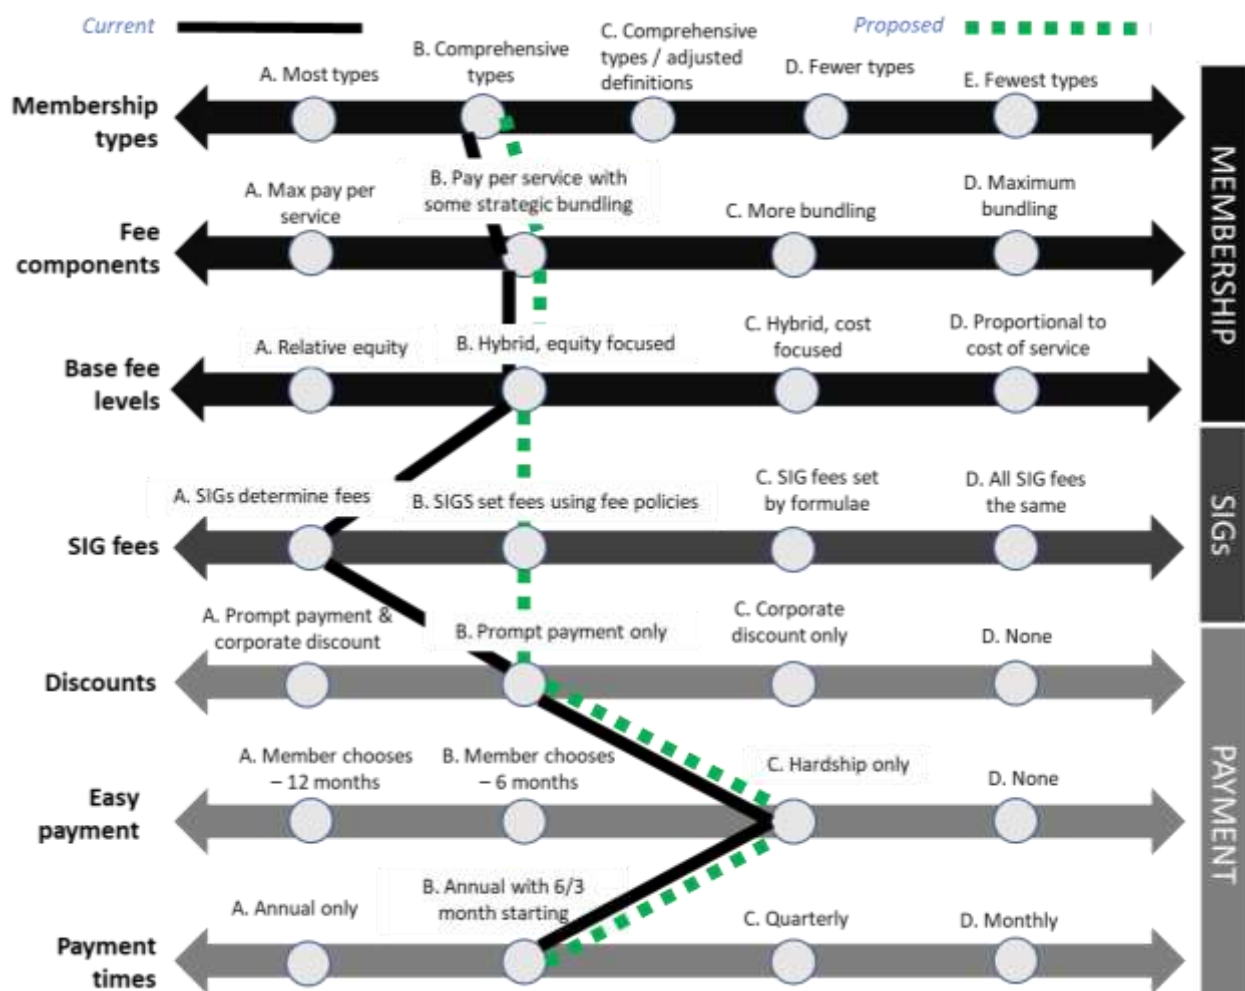 Current
Proposed
A. Most types
B. Comprehensive
types
C. Comprehensive
types / adjusted
definitions
D. Fewer types
E. Fewest types
Membership
types
A. Max pay per
service
B. Pay per service with
some strategic bundling
C. More bundling
D. Maximum
bundling
Fee
components
A. Relative equity
B. Hybrid, equity focused
C. Hybrid, cost
focused
D. Proportional to
cost of service
Base fee
levels
MEMBERSHIP
A. SIGs determine fees
B. SIGS set fees using fee policies
C. SIG fees set
by formulae
D. All SIG fees
the same
SIG fees
SIGs
A. Prompt payment &
corporate discount
B. Prompt payment only
C. Corporate
discount only
D. None
Discounts
A. Member chooses
– 12 months
B. Member chooses
– 6 months
C. Hardship only
D. None
Easy
payment
A. Annual only
B. Annual with 6/3
month starting
C. Quarterly
D. Monthly
Payment
times
PAYMENT